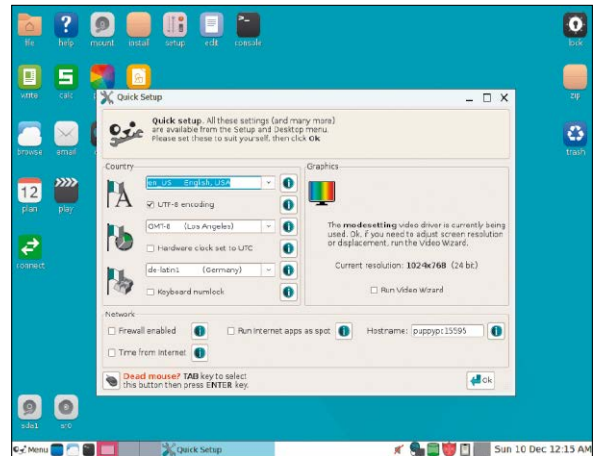 file help mount install setup edit console lock
write calc zip
Quick Setup
Quick setup. All these settings (and many more)
are available from the Setup and Desktop
menu.
Please set these to suit yourself, then click Ok
browse email trash
Country Graphics
en_US English, USA
UTF-8 encoding
12
plan play
GMT-8 (Los Angeles)
The modesetting video driver is currently being
used. Ok, if you need to adjust screen resolution
or displacement, run the Video Wizard.
Hardware clock set to UTC
connect
de-latin1 (Germany)
Current resolution: 1024x768 (24 bit)
Keyboard numlock
Run Video Wizard
Network
Firewall enabled Run Internet apps as spot Hostname: puppypc15595
Time from Internet
Dead mouse? TAB key to select
this button then press ENTER key.
Ok
sda1 sr0
Menu Quick Setup Sun 10 Dec 12:15 AM